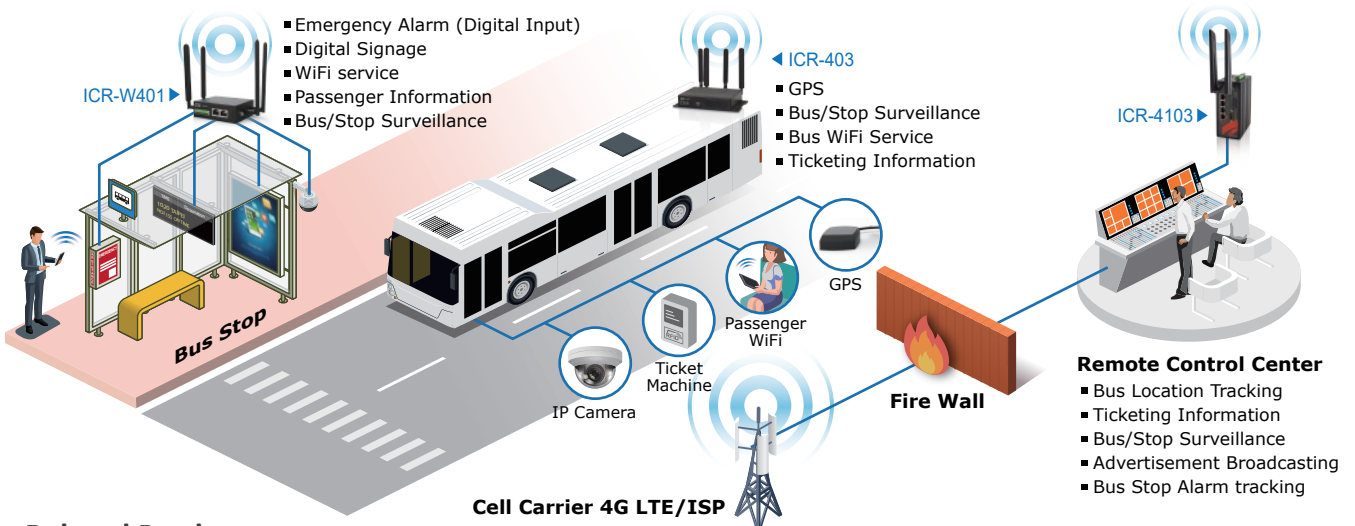 ▪ Emergency Alarm (Digital Input)
▪ Digital Signage
▪ WiFi service
▪ Passenger Information
▪ Bus/Stop Surveillance
ICR-W401
ICR-403
▪ GPS
▪ Bus/Stop Surveillance
▪ Bus WiFi Service
▪ Ticketing Information
ICR-4103
Bus Stop
GPS
Passenger
WiFi
RFID
Ticket
Machine
IP Camera
Fire Wall
Cell Carrier 4G LTE/ISP
Remote Control Center
▪ Bus Location Tracking
▪ Ticketing Information
▪ Bus/Stop Surveillance
▪ Advertisement Broadcasting
▪ Bus Stop Alarm tracking